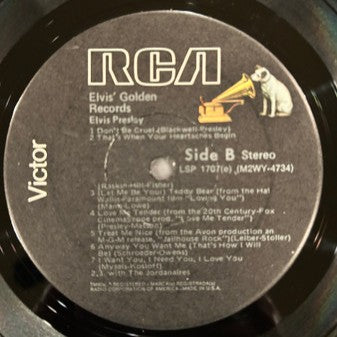 RCA
Victor
Elvis' Golden
Records
Elvis Presley
1 Don't Be Cruel (Blackwell-Presley)
2 That's When Your Heartaches Begin
Side B Stereo
LSP 1707(e) (M2WY-4734)
(Raskin-Hill-Fisher)
3 (Let Me Be Your) Teddy Bear (from the Hal
Wallis-Paramount film "Loving You")
(Mann-Lowe)
4 Love Me Tender (from the 20th Century-Fox
CinemaScope prod., "Love Me Tender")
(Presley-Matson)
5 Treat Me Nice (from the Avon production an
M-G-M release, "Jailhouse Rock") (Leiber-Stoller)
6 Anyway You Want Me (That's How I Will
Be) (Schroeder-Owens)
7 I Want You, I Need You, I Love You
(Mysels-Kosloff)
with The Jordanaires
TM(s) ® REGISTERED • MARCA(s) REGISTRADA(s)
RADIO CORPORATION OF AMERICA • MADE IN U.S.A.